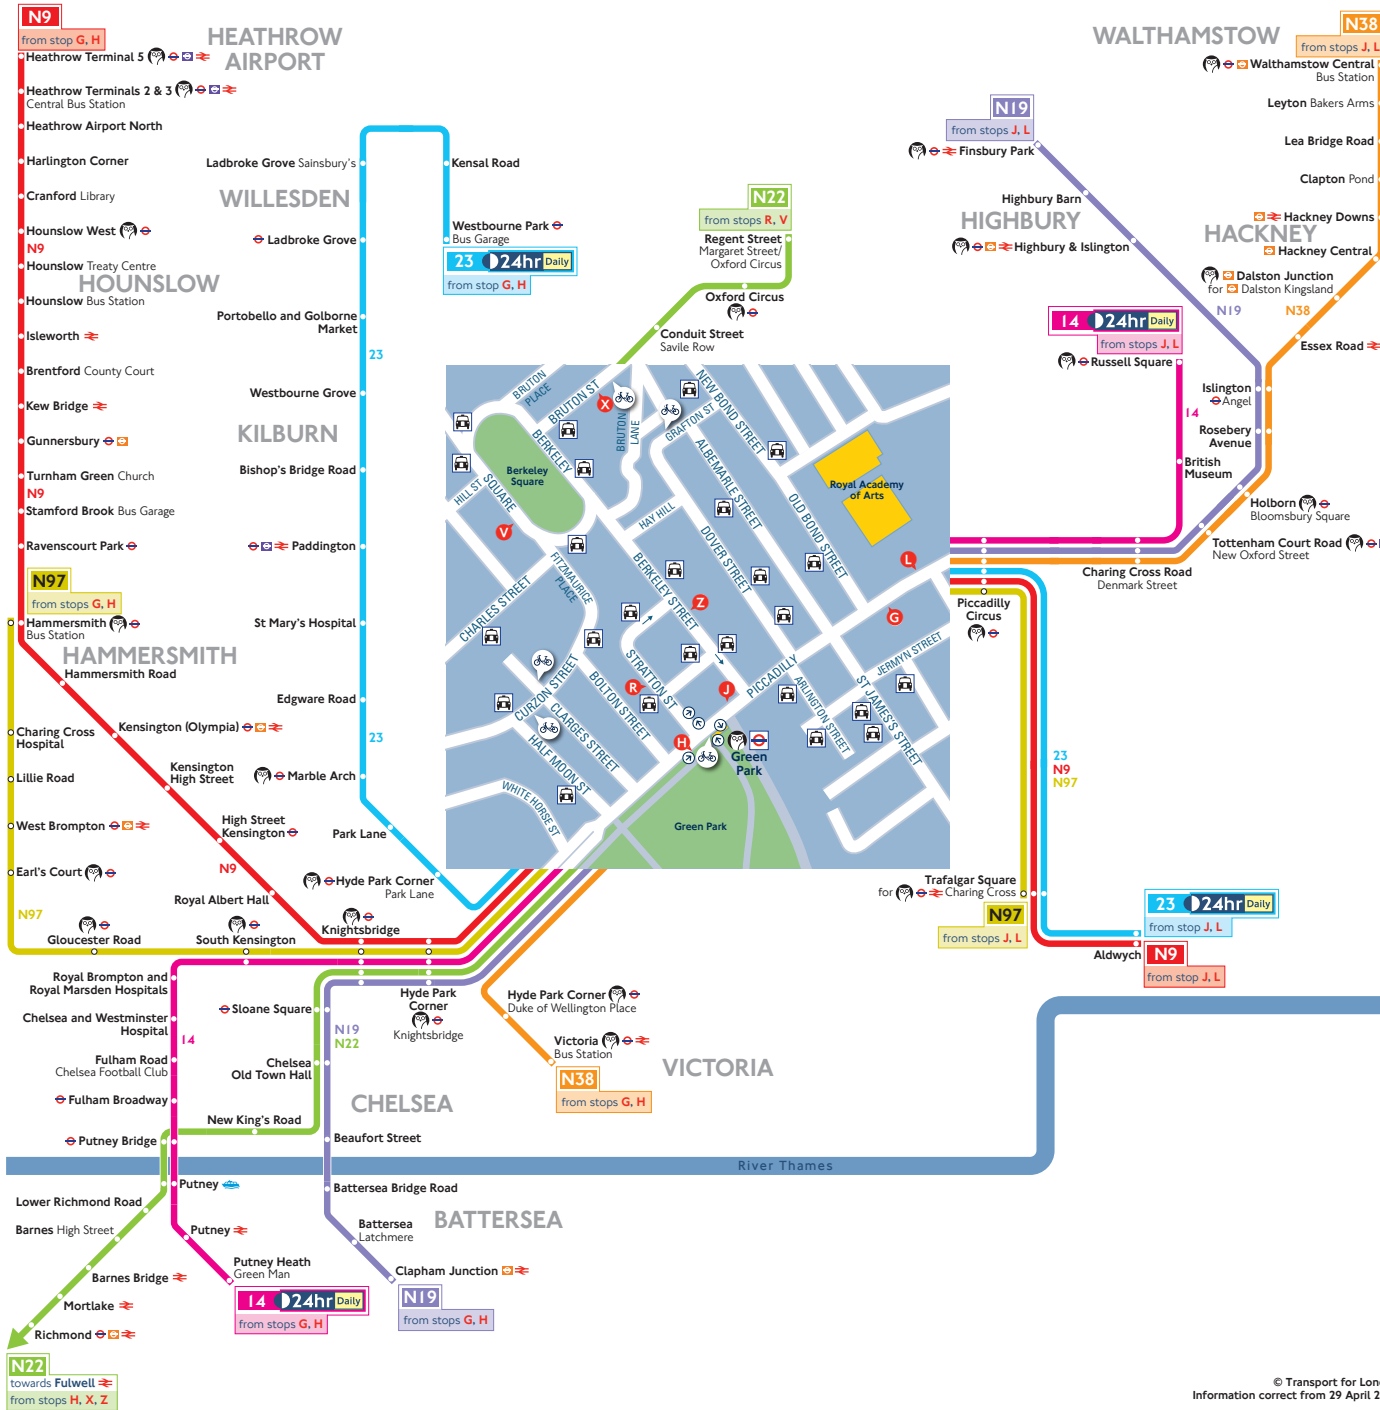 N9
from stop G, H
HEATHROW
AIRPORT
Heathrow Terminal 5
Heathrow Terminals 2 & 3
Central Bus Station
Heathrow Airport North
Harlington Corner
Cranford Library
Hounslow West
N9
Hounslow Treaty Centre
HOUNSLOW
Hounslow Bus Station
Isleworth
Brentford County Court
Kew Bridge
Gunnersbury
Turnham Green Church
N9
Stamford Brook Bus Garage
Ravenscourt Park
N97
from stops G, H
Hammersmith
Bus Station
HAMMERSMITH
Hammersmith Road
Kensington (Olympia)
Charing Cross
Hospital
Lillie Road
Kensington
High Street
West Brompton
High Street
Kensington
Earl's Court
N9
Royal Albert Hall
N97
Gloucester Road
South Kensington
Knightsbridge
WILLESDEN
Ladbroke Grove Sainsbury's
Kensal Road
Ladbroke Grove
Westbourne Park
Bus Garage
23 24hr Daily
from stop G, H
Portobello and Golborne
Market
23
Westbourne Grove
KILBURN
Bishop's Bridge Road
Paddington
St Mary's Hospital
Edgware Road
23
Marble Arch
Park Lane
Hyde Park Corner
Park Lane
N22
from stops R, V
Regent Street
Margaret Street/
Oxford Circus
Oxford Circus
Conduit Street
Savile Row
BRUTON
PLACE
BRUTON ST
X
BRUTON
LANE
GRAFTON ST
NEW BOND STREET
BERKELEY
SQUARE
Berkeley
Square
HILL ST
V
HAY HILL
ALBEMARLE STREET
DOVER STREET
OLD BOND STREET
Royal Academy
of Arts
L
G
FITZMAURICE
PLACE
BERKELEY STREET
CHARLES STREET
Z
STRATTON ST
R
J
PICCADILLY
JERMYN STREET
ST JAMES'S STREET
ARLINGTON STREET
CURZON STREET
BOLTON STREET
CLARGES STREET
HALF MOON ST
WHITE HORSE ST
H
Green
Park
Green Park
WALTHAMSTOW
N38
from stops J, L
Walthamstow Central
Bus Station
Leyton Bakers Arms
Lea Bridge Road
Clapton Pond
Hackney Downs
HACKNEY
Hackney Central
Dalston Junction
for Dalston Kingsland
N19
from stops J, L
Finsbury Park
Highbury Barn
HIGHBURY
Highbury & Islington
N19
N38
Essex Road
14 24hr Daily
from stops J, L
Russell Square
14
Islington
Angel
Rosebery
Avenue
British
Museum
Holborn
Bloomsbury Square
Tottenham Court Road
New Oxford Street
Charing Cross Road
Denmark Street
Piccadilly
Circus
23
N9
N97
Trafalgar Square
for Charing Cross
N97
from stops J, L
23 24hr Daily
from stop J, L
Aldwych
N9
from stop J, L
Royal Brompton and
Royal Marsden Hospitals
Chelsea and Westminster
Hospital
14
Fulham Road
Chelsea Football Club
Fulham Broadway
Putney Bridge
Sloane Square
N19
N22
Chelsea
Old Town Hall
New King's Road
CHELSEA
Beaufort Street
Hyde Park
Corner
Knightsbridge
Hyde Park Corner
Duke of Wellington Place
Victoria
Bus Station
VICTORIA
N38
from stops G, H
River Thames
Putney
Lower Richmond Road
Barnes High Street
Putney
Barnes Bridge
Putney Heath
Green Man
Mortlake
14 24hr Daily
from stops G, H
Richmond
N22
towards Fulwell
from stops H, X, Z
Battersea Bridge Road
BATTERSEA
Battersea
Latchmere
Clapham Junction
N19
from stops G, H
© Transport for Lon
Information correct from 29 April 2